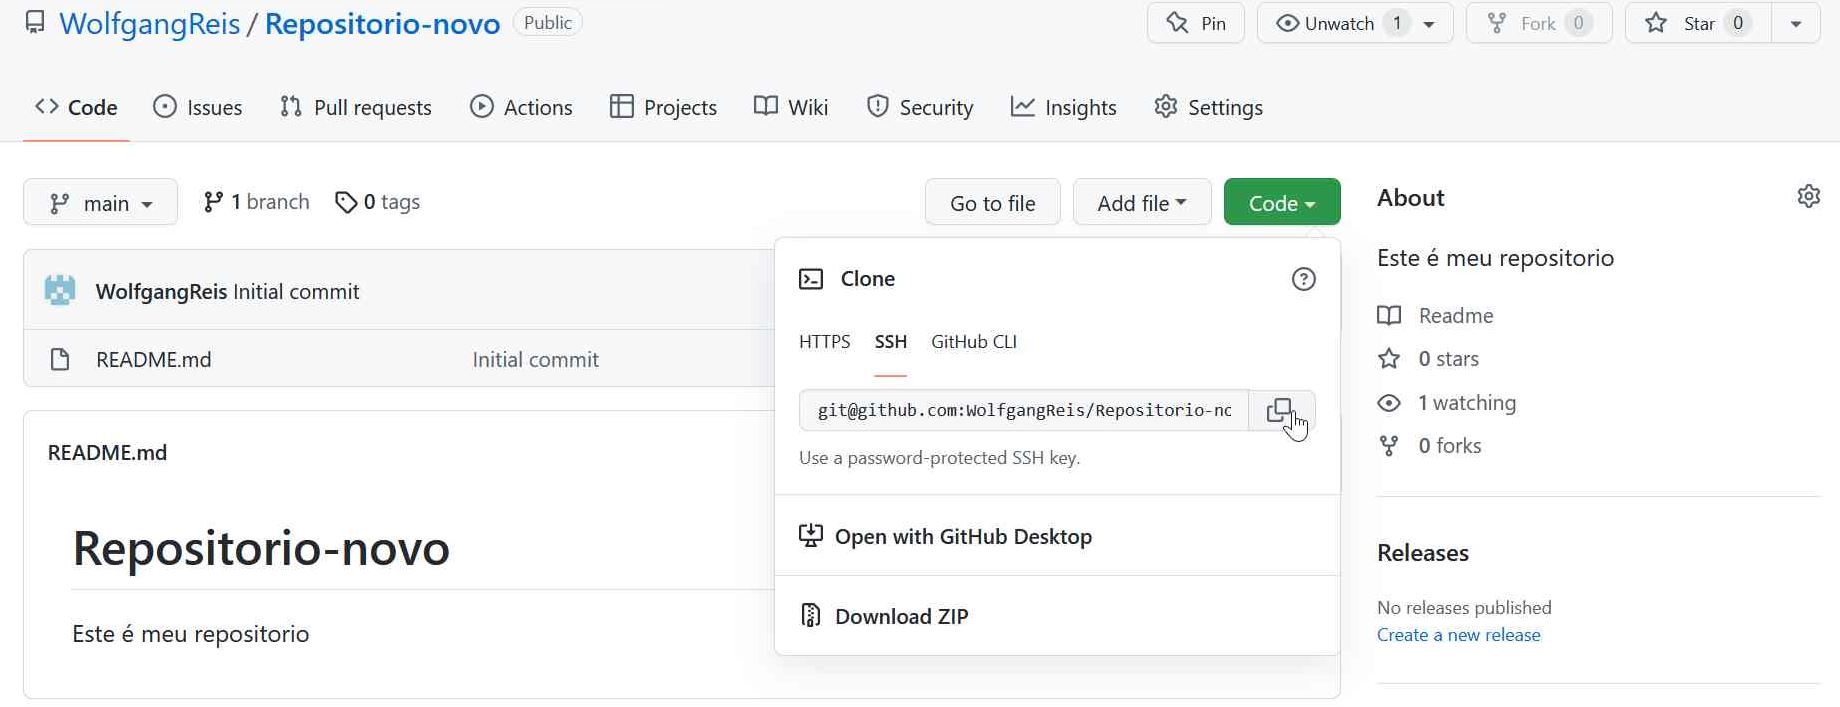 WolfgangReis / Repositorio-novo Public
Pin Unwatch 1 Fork 0 Star 0
Code Issues Pull requests Actions Projects Wiki Security Insights Settings
main 1 branch 0 tags Go to file Add file Code
WolfgangReis Initial commit
README.md Initial commit
README.md
Repositorio-novo
Este é meu repositorio
Clone
HTTPS SSH GitHub CLI
git@github.com:WolfgangReis/Repositorio-no
Use a password-protected SSH key.
Open with GitHub Desktop
Download ZIP
About
Este é meu repositorio
Readme
0 stars
1 watching
0 forks
Releases
No releases published
Create a new release